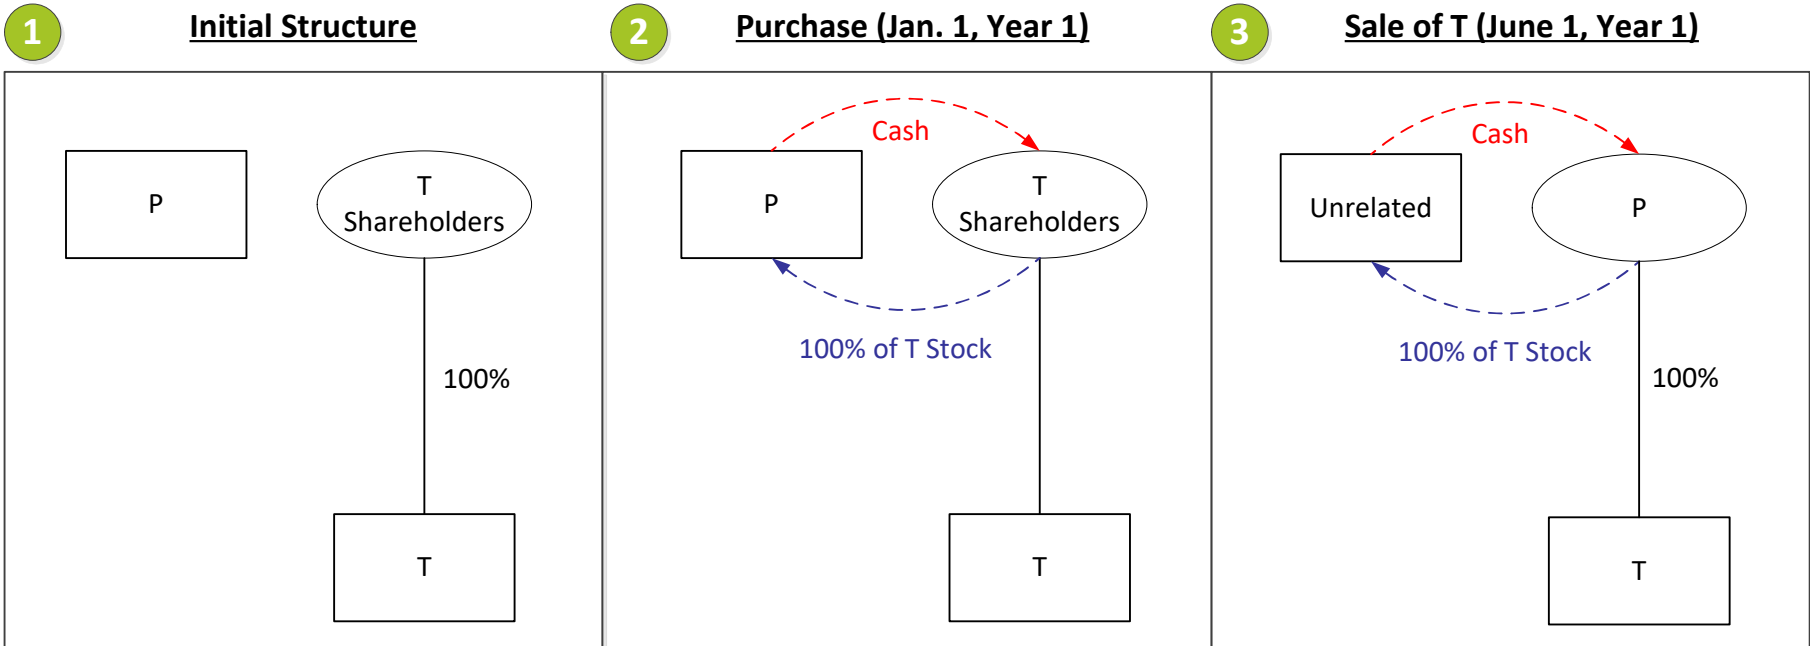 1
Initial Structure
P
T
Shareholders
100%
T
2
Purchase (Jan. 1, Year 1)
Cash
P
T
Shareholders
100% of T Stock
T
3
Sale of T (June 1, Year 1)
Cash
Unrelated
P
100% of T Stock
100%
T